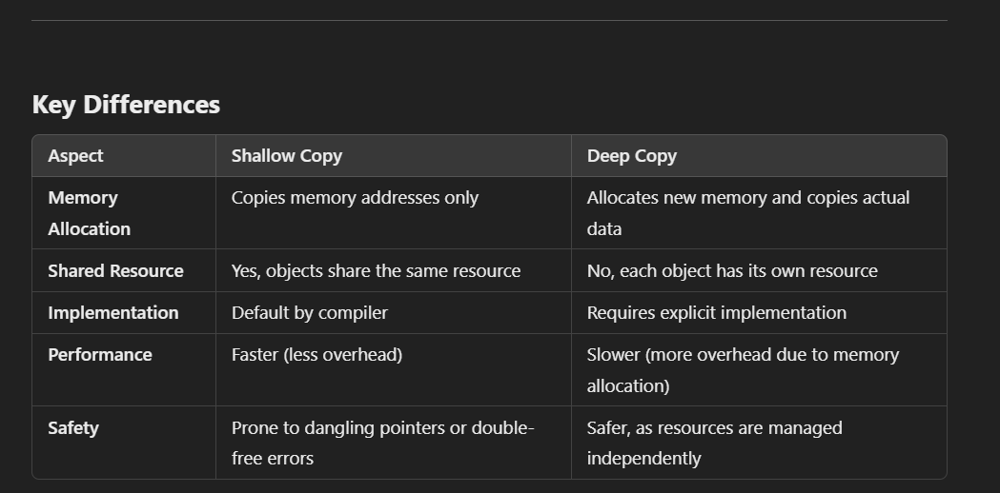 Key Differences
Aspect Shallow Copy Deep Copy
Memory Copies memory addresses only Allocates new memory and copies actual
Allocation data
Shared Resource Yes, objects share the same resource No, each object has its own resource
Implementation Default by compiler Requires explicit implementation
Performance Faster (less overhead) Slower (more overhead due to memory
allocation)
Safety Prone to dangling pointers or double- Safer, as resources are managed
free errors independently